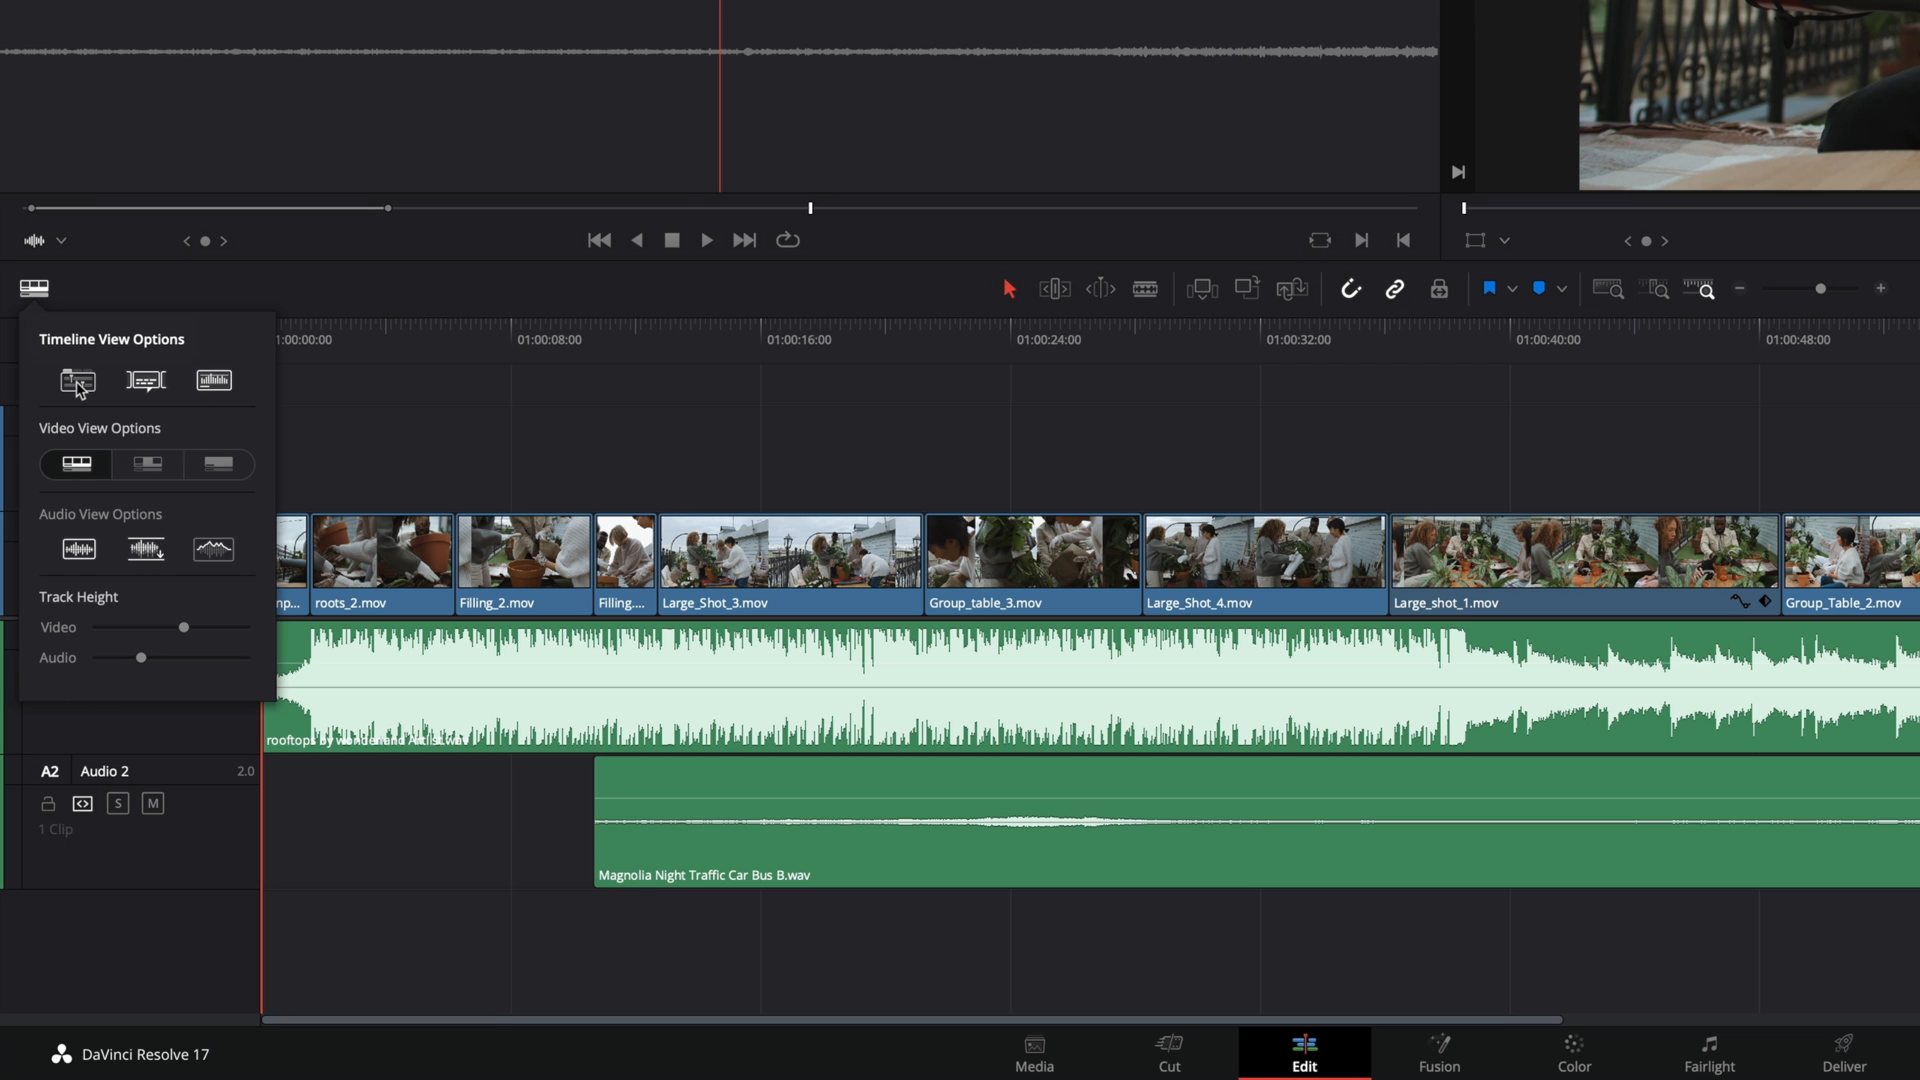 Timeline View Options
Video View Options
Audio View Options
Track Height
Video
Audio
1:00:00:00
01:00:08:00
01:00:16:00
01:00:24:00
01:00:32:00
01:00:40:00
01:00:48:00
np...
roots_2.mov
Filling_2.mov
Filling....
Large_Shot_3.mov
Group_table_3.mov
Large_Shot_4.mov
Large_shot_1.mov
Group_Table_2.mov
rooftops by wonderland Artlist.wav
A2
Audio 2
2.0
S
M
1 Clip
Magnolia Night Traffic Car Bus B.wav
DaVinci Resolve 17
Media
Cut
Edit
Fusion
Color
Fairlight
Deliver